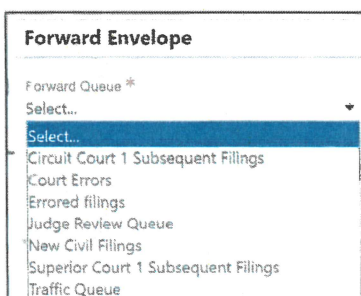 Forward Envelope
Forward Queue *
Select...
Select...
Circuit Court 1 Subsequent Filings
Court Errors
Errored filings
Judge Review Queue
New Civil Filings
Superior Court 1 Subsequent Filings
Traffic Queue